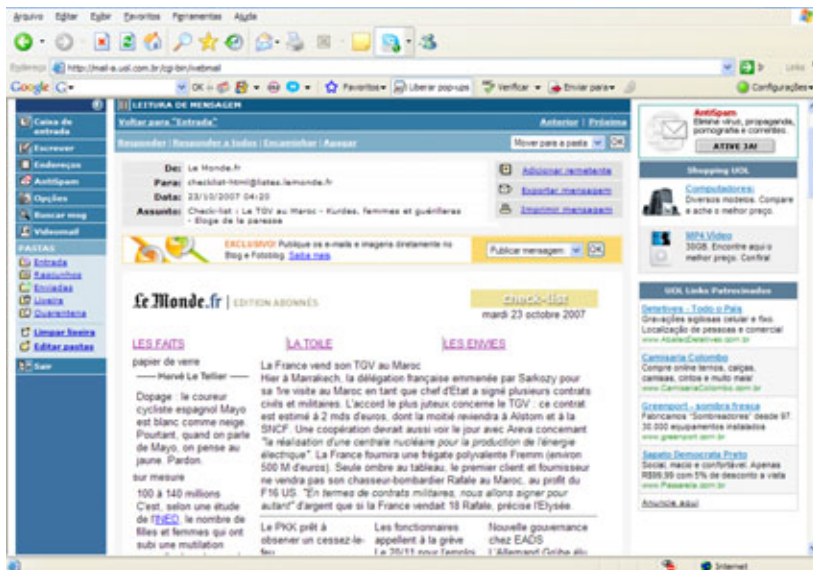 Arquivo Editar Exibir Favoritos Ferramentas Ajuda
Endereço http://mail-a.uol.com.br/cgi-bin/webmail Links
Google G OK Favoritos Liberar pop-ups Verificar Enviar para Configurações
Caixa de entrada
Escrever
Endereços
AntiSpam
Opções
Buscar msg
Videomail
PASTAS
Entrada
Rascunhos
Enviadas
Lixeira
Quarentena
Limpar lixeira
Editar pastas
Sair
LEITURA DE MENSAGEM
Voltar para "Entrada" Anterior | Próxima
Responder | Responder a todos | Encaminhar | Apagar Mover para a pasta OK
De: Le Monde.fr
Para: checklist-html@listes.lemonde.fr
Data: 23/10/2007 04:20
Assunto: Check-list : Le TGV au Maroc - Kurdes, femmes et guérilleras
- Eloge de la paresse
Adicionar remetente
Exportar mensagem
Imprimir mensagem
EXCLUSIVO! Publique os e-mails e imagens diretamente no
Blog e Fotoblog. Saiba mais.
Publicar mensagem: OK
Le Monde.fr | EDITION ABONNÉS
check-list
mardi 23 octobre 2007
LES FAITS LA TOILE LES ENVIES
papier de verre
—— Hervé Le Tellier ——
Dopage : le coureur
cycliste espagnol Mayo
est blanc comme neige.
Pourtant, quand on parle
de Mayo, on pense au
jaune. Pardon.
sur mesure
100 à 140 millions
C'est, selon une étude
de l'INED, le nombre de
filles et femmes qui ont
subi une mutilation
La France vend son TGV au Maroc
Hier à Marrakech, la délégation française emmenée par Sarkozy pour
sa 1re visite au Maroc en tant que chef d'Etat a signé plusieurs contrats
civils et militaires. L'accord le plus juteux concerne le TGV : ce contrat
est estimé à 2 mds d'euros, dont la moitié reviendra à Alstom et à la
SNCF. Une coopération devrait aussi voir le jour avec Areva concernant
"la réalisation d'une centrale nucléaire pour la production de l'énergie
électrique". La France fournira une frégate polyvalente Fremm (environ
500 M d'euros). Seule ombre au tableau, le premier client et fournisseur
ne vendra pas son chasseur-bombardier Rafale au Maroc, au profit du
F16 US. "En termes de contrats militaires, nous allons signer pour
autant" d'argent que si la France vendait 18 Rafale, précise l'Elysée.
Le PKK prêt à
observer un cessez-le-
feu
Les fonctionnaires
appellent à la grève
Le 20/11 pour l'emploi
Nouvelle gouvernance
chez EADS
L'Allemand Grübe élu
AntiSpam
Elimine vírus, propaganda,
pornografia e correntes.
ATIVE JÁ!
Shopping UOL
Computadores:
Diversos modelos. Compare
e ache o melhor preço.
MP4 Video
30GB. Encontre aqui o
melhor preço. Confira!
UOL Links Patrocinados
Detetives - Todo o País
Gravações sigilosas celular e fixo.
Localização de pessoas e comercial
Camisaria Colombo
Compre online ternos, calças,
camisas, cintos e muito mais!
www.CamisariaColombo.com.br
Greenport - sombra fresca
Fabricamos "Sombreadores" desde 97.
30.000 equipamentos instalados
www.greenport.com.br
Sapato Democrata Preto
Social, macio e confortável. Apenas
R$99,99 com 5% de desconto a vista
www.Passarela.com.br
Anuncie aqui
Internet